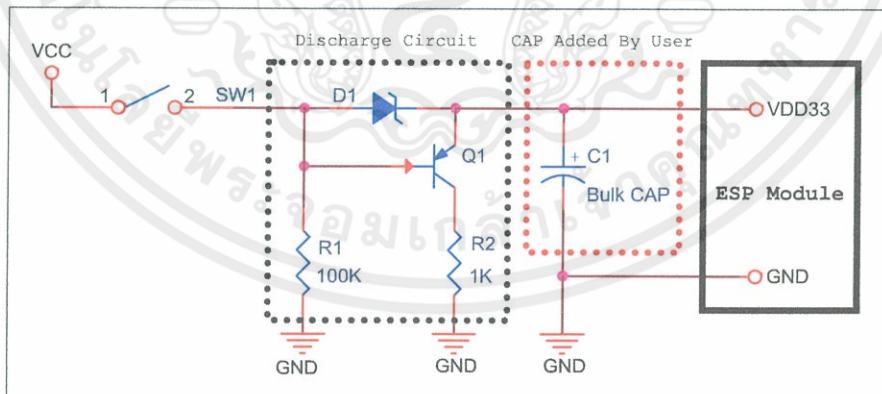 Discharge Circuit
CAP Added By User
VCC
1
2
SW1
D1
VDD33
Q1
+
C1
Bulk CAP
ESP Module
R1
100K
R2
1K
GND
GND
GND
GND